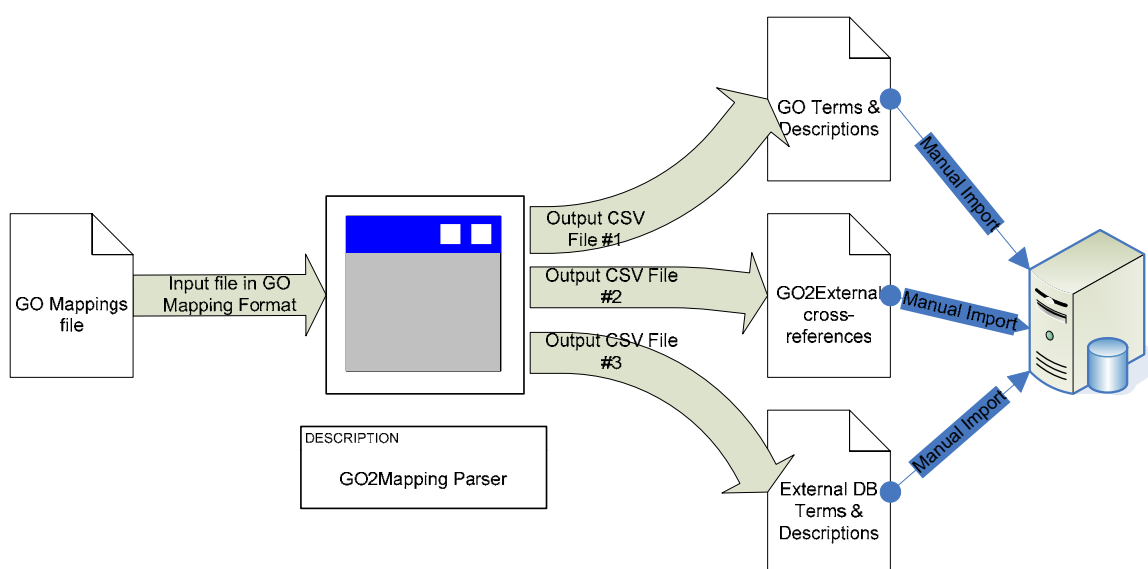 GO Mappings
file
Input file in GO
Mapping Format
DESCRIPTION
GO2Mapping Parser
Output CSV
File #1
Output CSV File
#2
Output CSV File
#3
GO Terms &
Descriptions
GO2External
cross-
references
External DB
Terms &
Descriptions
Manual Import
Manual Import
Manual Import